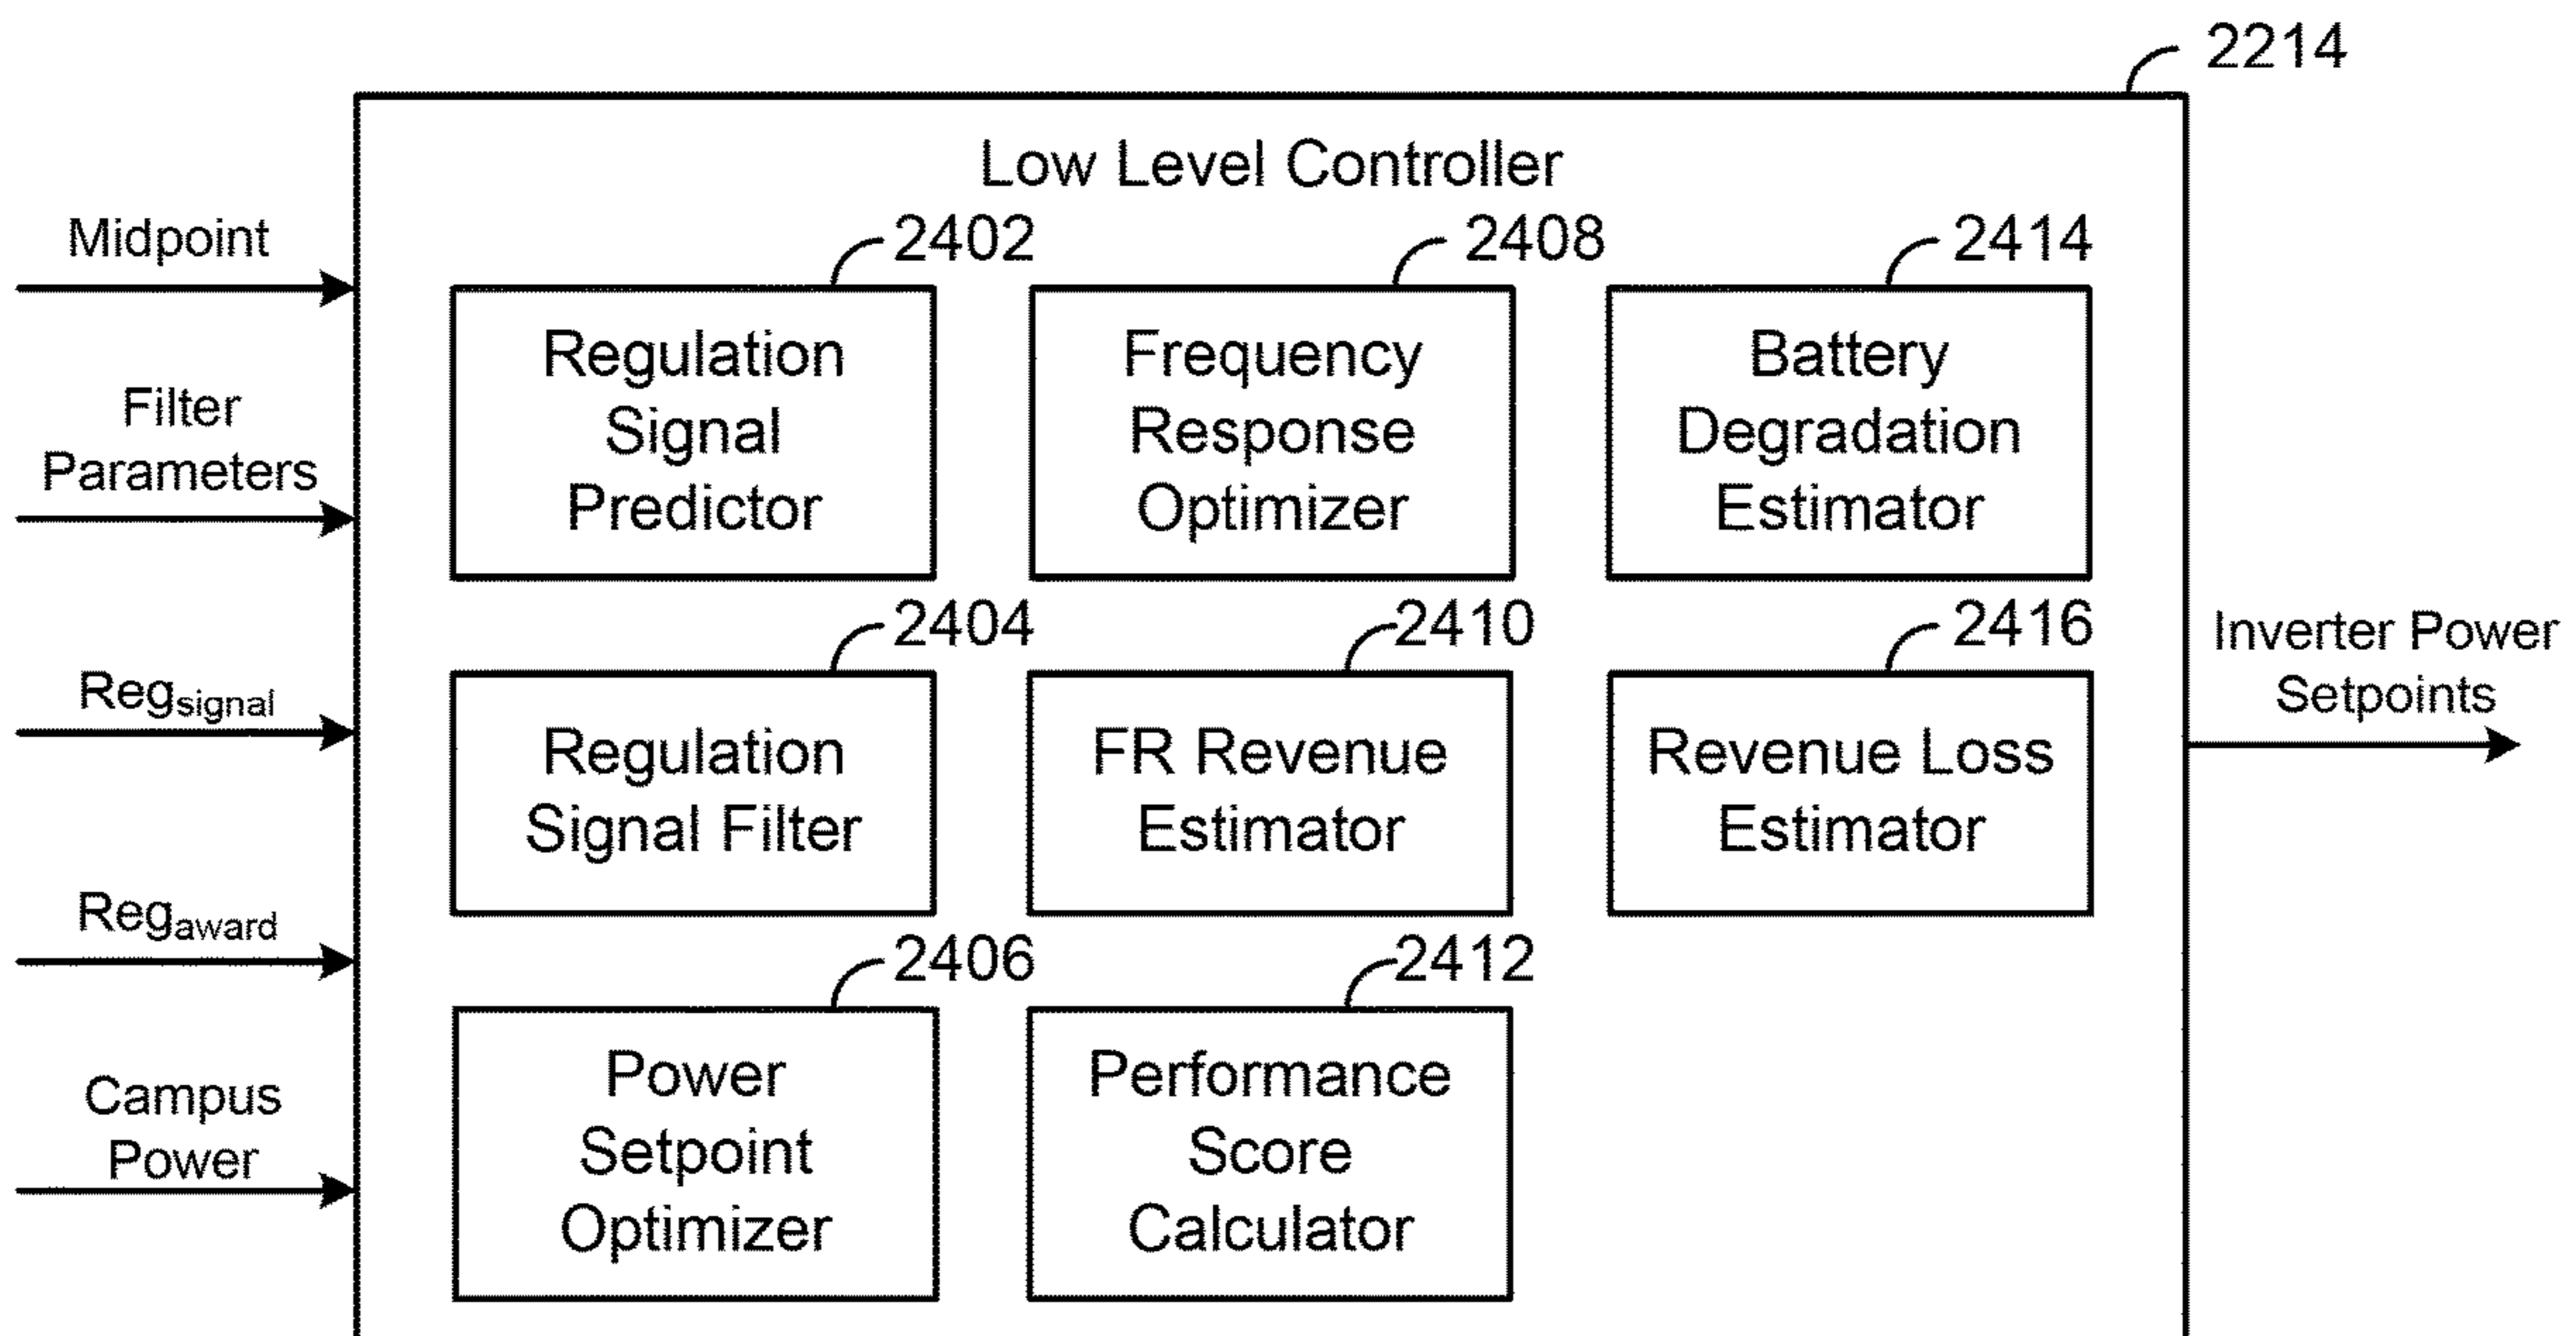 2214
Low Level Controller
Midpoint
Filter
Parameters
Reg_signal
Reg_award
Campus
Power
2402
Regulation
Signal
Predictor
2408
Frequency
Response
Optimizer
2414
Battery
Degradation
Estimator
2404
Regulation
Signal Filter
2410
FR Revenue
Estimator
2416
Revenue Loss
Estimator
2406
Power
Setpoint
Optimizer
2412
Performance
Score
Calculator
Inverter Power
Setpoints